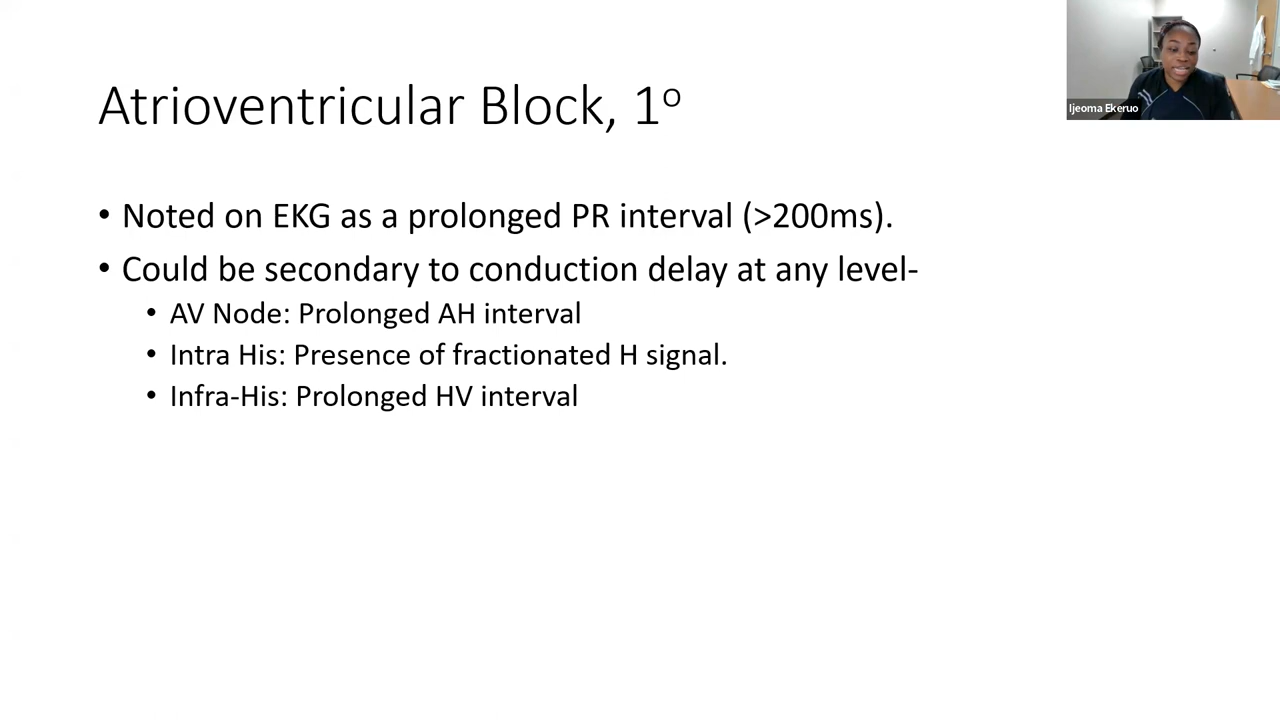 Atrioventricular Block, 1º
Ijeoma Ekeruo
• Noted on EKG as a prolonged PR interval (>200ms).
• Could be secondary to conduction delay at any level-
• AV Node: Prolonged AH interval
• Intra His: Presence of fractionated H signal.
• Infra-His: Prolonged HV interval